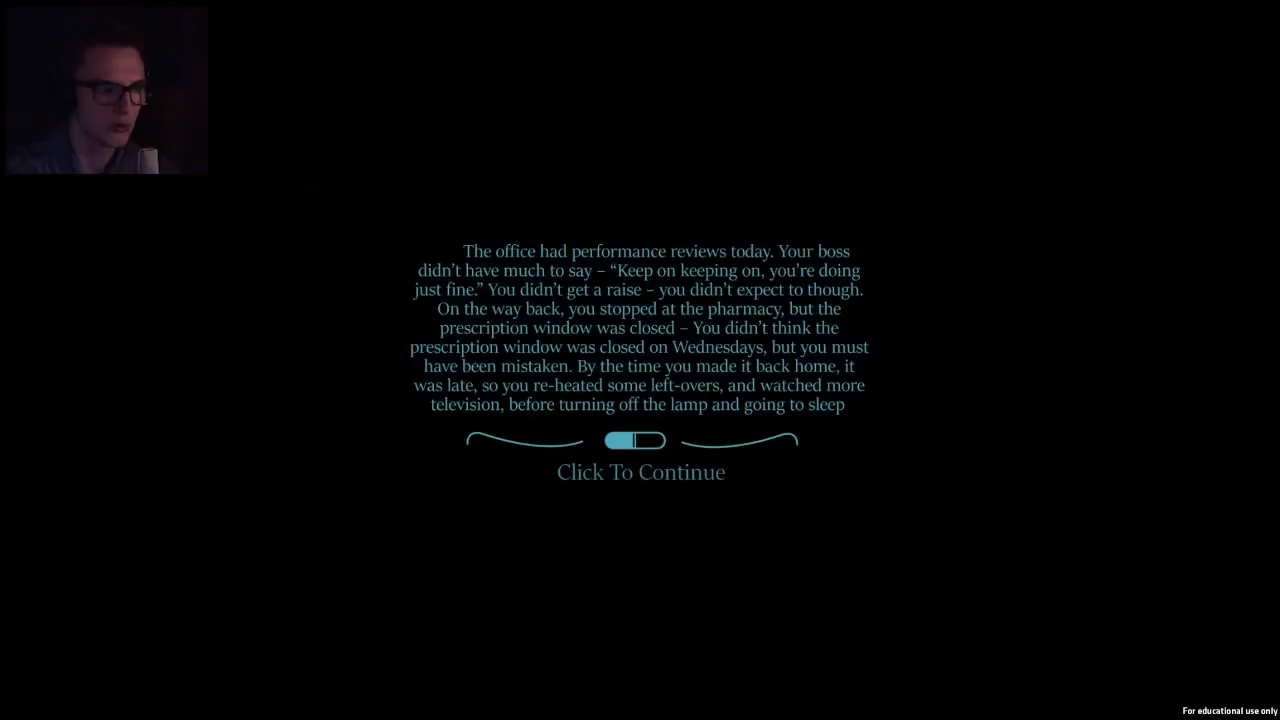 The office had performance reviews today. Your boss
didn’t have much to say – “Keep on keeping on, you’re doing
just fine.” You didn’t get a raise – you didn’t expect to though.
On the way back, you stopped at the pharmacy, but the
prescription window was closed – You didn’t think the
prescription window was closed on Wednesdays, but you must
have been mistaken. By the time you made it back home, it
was late, so you re-heated some left-overs, and watched more
television, before turning off the lamp and going to sleep
Click To Continue
For educational use only